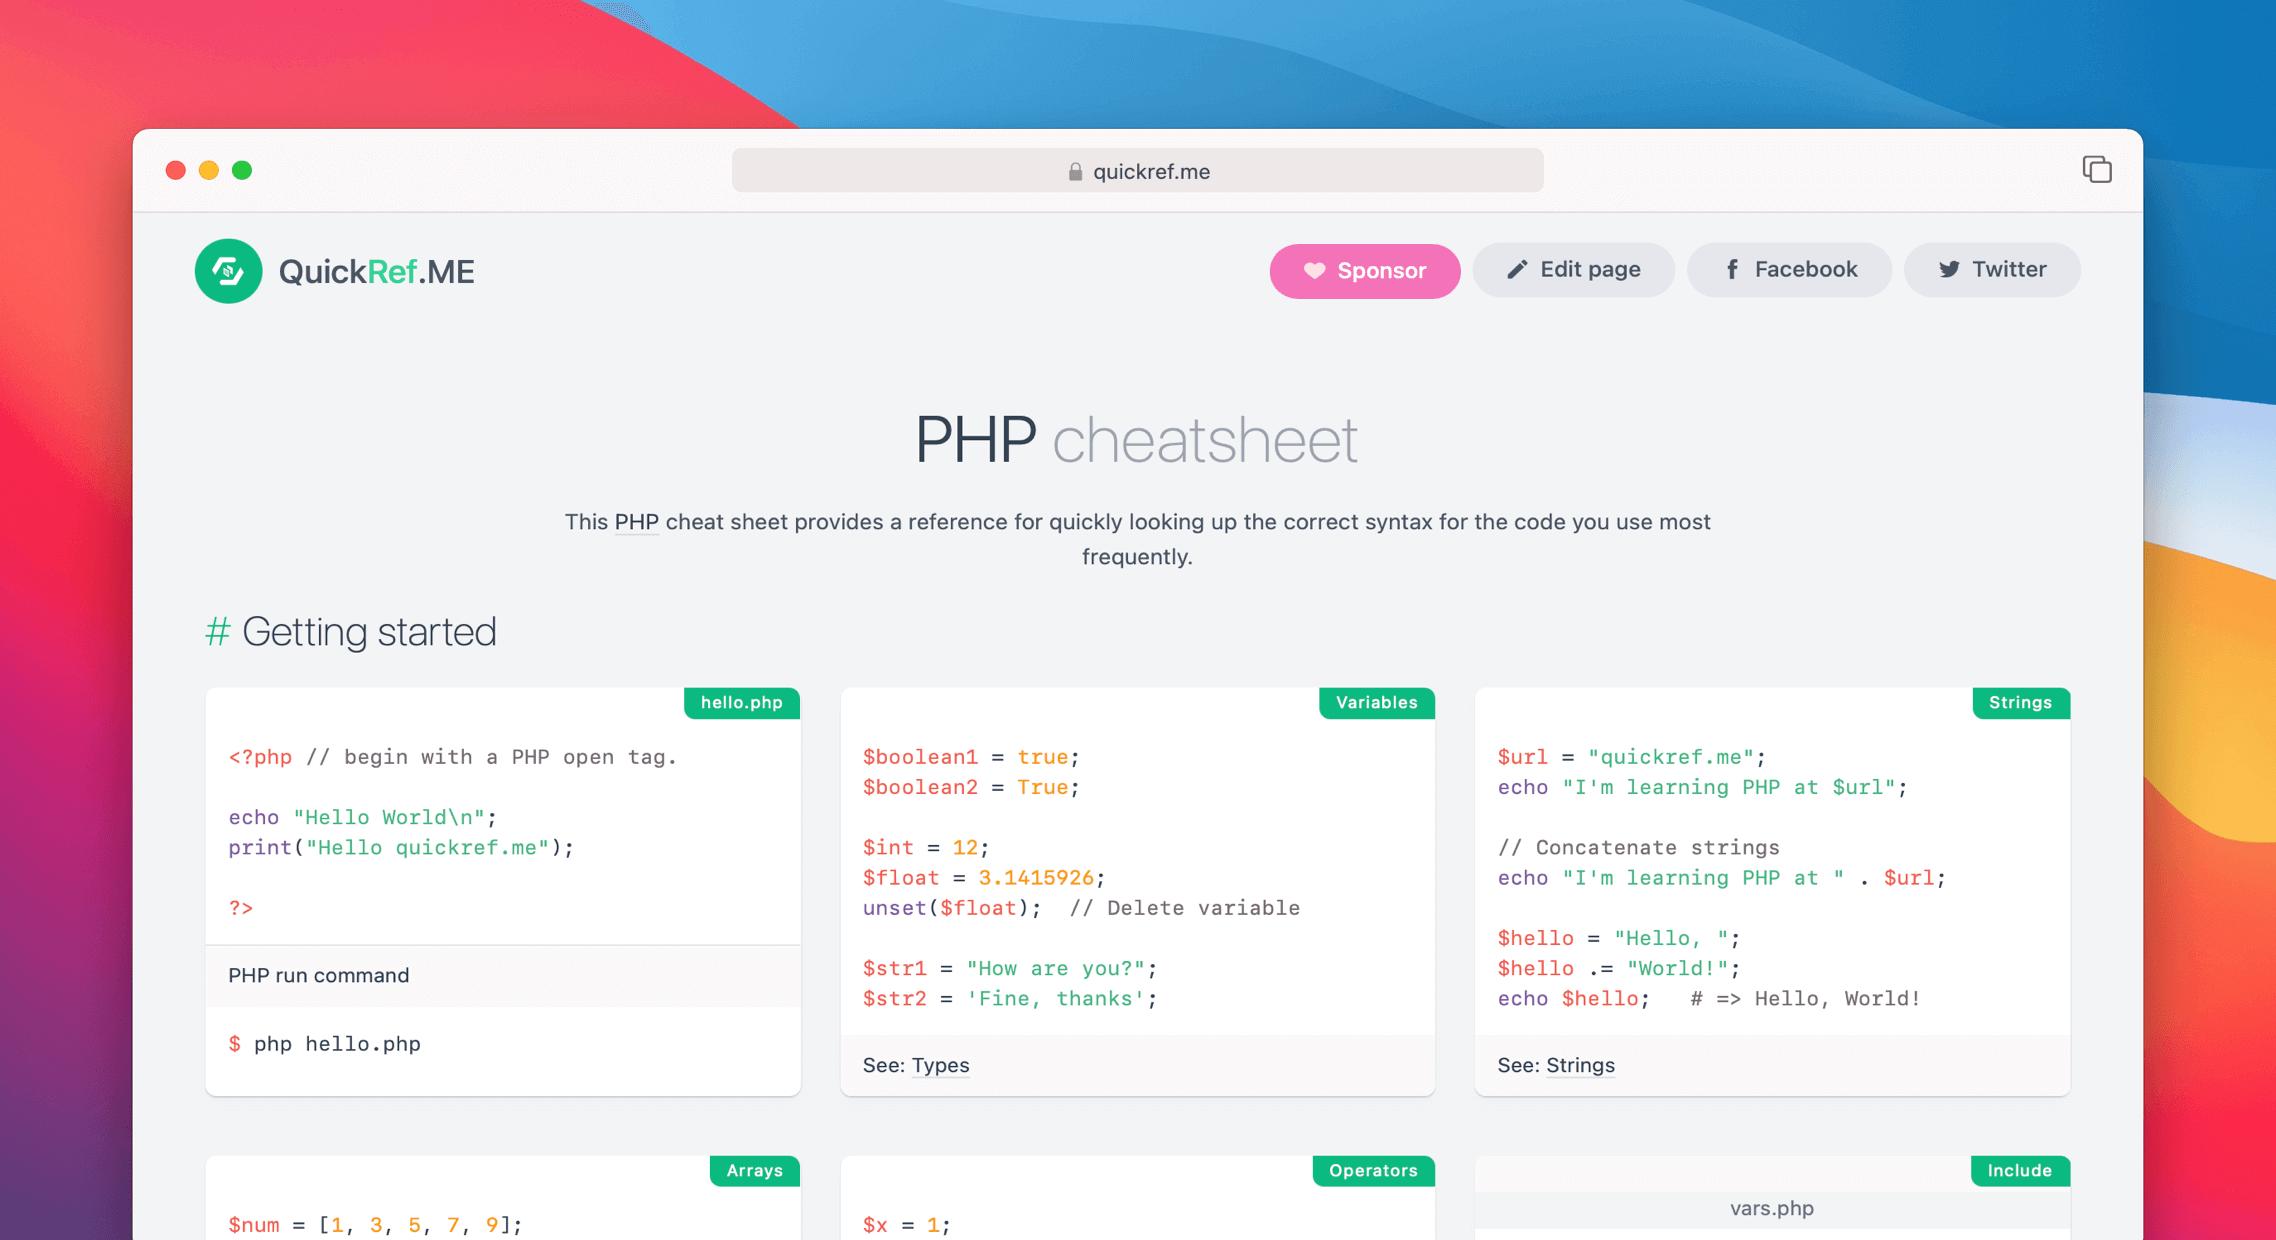 quickref.me
QuickRef.ME
Sponsor
Edit page
Facebook
Twitter
PHP cheatsheet
This PHP cheat sheet provides a reference for quickly looking up the correct syntax for the code you use most
frequently.
# Getting started
hello.php
<?php // begin with a PHP open tag.
echo "Hello World\n";
print("Hello quickref.me");
?>
PHP run command
$ php hello.php
Variables
$boolean1 = true;
$boolean2 = True;
$int = 12;
$float = 3.1415926;
unset($float);  // Delete variable
$str1 = "How are you?";
$str2 = 'Fine, thanks';
See: Types
Strings
$url = "quickref.me";
echo "I'm learning PHP at $url";
// Concatenate strings
echo "I'm learning PHP at " . $url;
$hello = "Hello, ";
$hello .= "World!";
echo $hello;   # => Hello, World!
See: Strings
Arrays
$num = [1, 3, 5, 7, 9];
Operators
$x = 1;
Include
vars.php